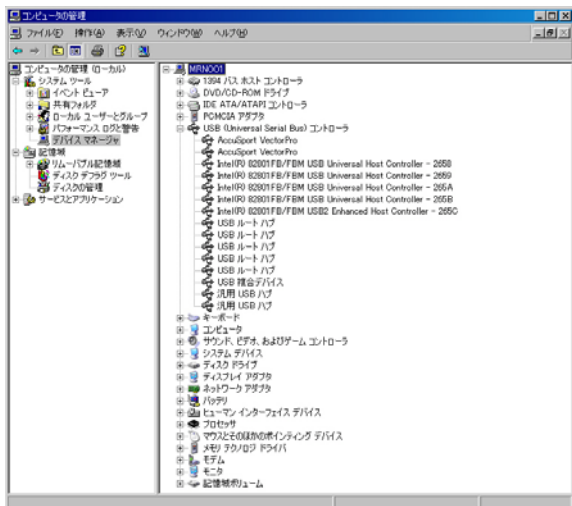 コンピュータの管理
ファイル(F) 操作(A) 表示(V) ウィンドウ(W) ヘルプ(H)
コンピュータの管理 (ローカル)
システム ツール
イベント ビューア
共有フォルダ
ローカル ユーザーとグループ
パフォーマンス ログと警告
デバイス マネージャ
記憶域
リムーバブル記憶域
ディスク デフラグ ツール
ディスクの管理
サービスとアプリケーション
MRN001
1394 バス ホスト コントローラ
DVD/CD-ROM ドライブ
IDE ATA/ATAPI コントローラ
PCMCIA アダプタ
USB (Universal Serial Bus) コントローラ
AccuSport VectorPro
AccuSport VectorPro
Intel(R) 82801FB/FBM USB Universal Host Controller - 2658
Intel(R) 82801FB/FBM USB Universal Host Controller - 2659
Intel(R) 82801FB/FBM USB Universal Host Controller - 265A
Intel(R) 82801FB/FBM USB Universal Host Controller - 265B
Intel(R) 82801FB/FBM USB2 Enhanced Host Controller - 265C
USB ルート ハブ
USB ルート ハブ
USB ルート ハブ
USB ルート ハブ
USB ルート ハブ
USB 複合デバイス
汎用 USB ハブ
汎用 USB ハブ
キーボード
コンピュータ
サウンド、ビデオ、およびゲーム コントローラ
システム デバイス
ディスク ドライブ
ディスプレイ アダプタ
ネットワーク アダプタ
バッテリ
ヒューマン インターフェイス デバイス
プロセッサ
マウスとそのほかのポインティング デバイス
メモリ テクノロジ ドライバ
モデム
モニタ
記憶域ボリューム